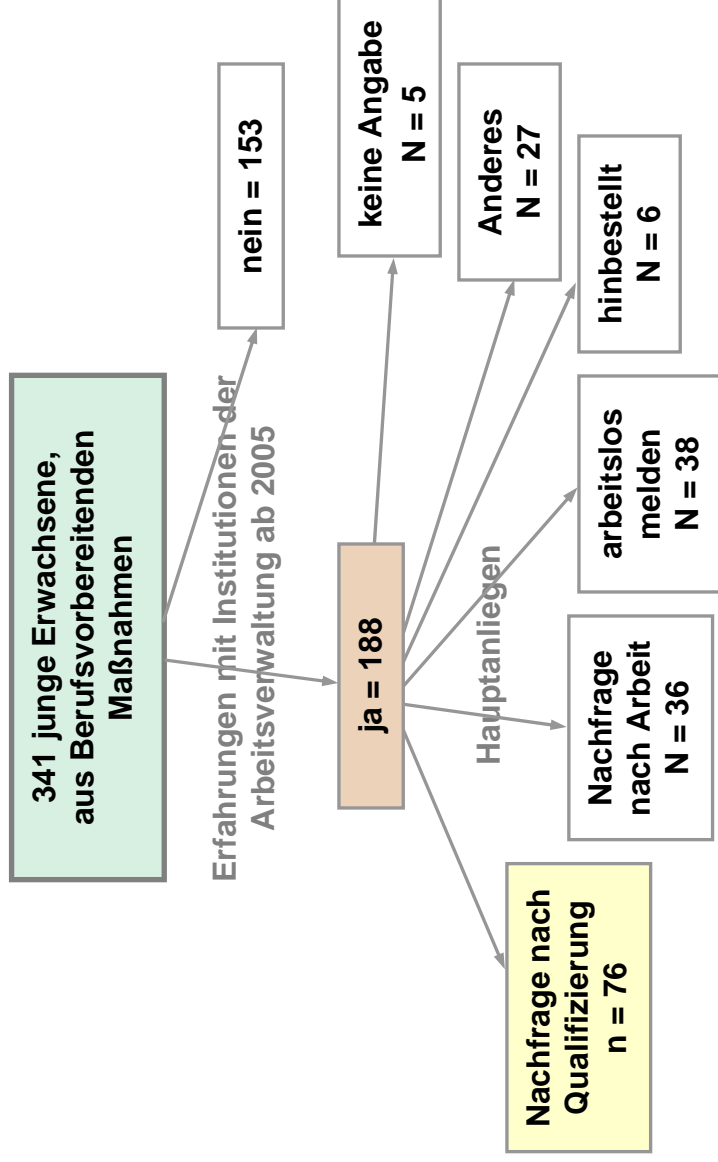 341 junge Erwachsene,
aus Berufsvorbereitenden
Maßnahmen
Erfahrungen mit Institutionen der
Arbeitsverwaltung ab 2005
nein = 153
ja = 188
Hauptanliegen
Nachfrage nach
Qualifizierung
n = 76
Nachfrage
nach Arbeit
N = 36
arbeitslos
melden
N = 38
hinbestellt
N = 6
Anderes
N = 27
keine Angabe
N = 5